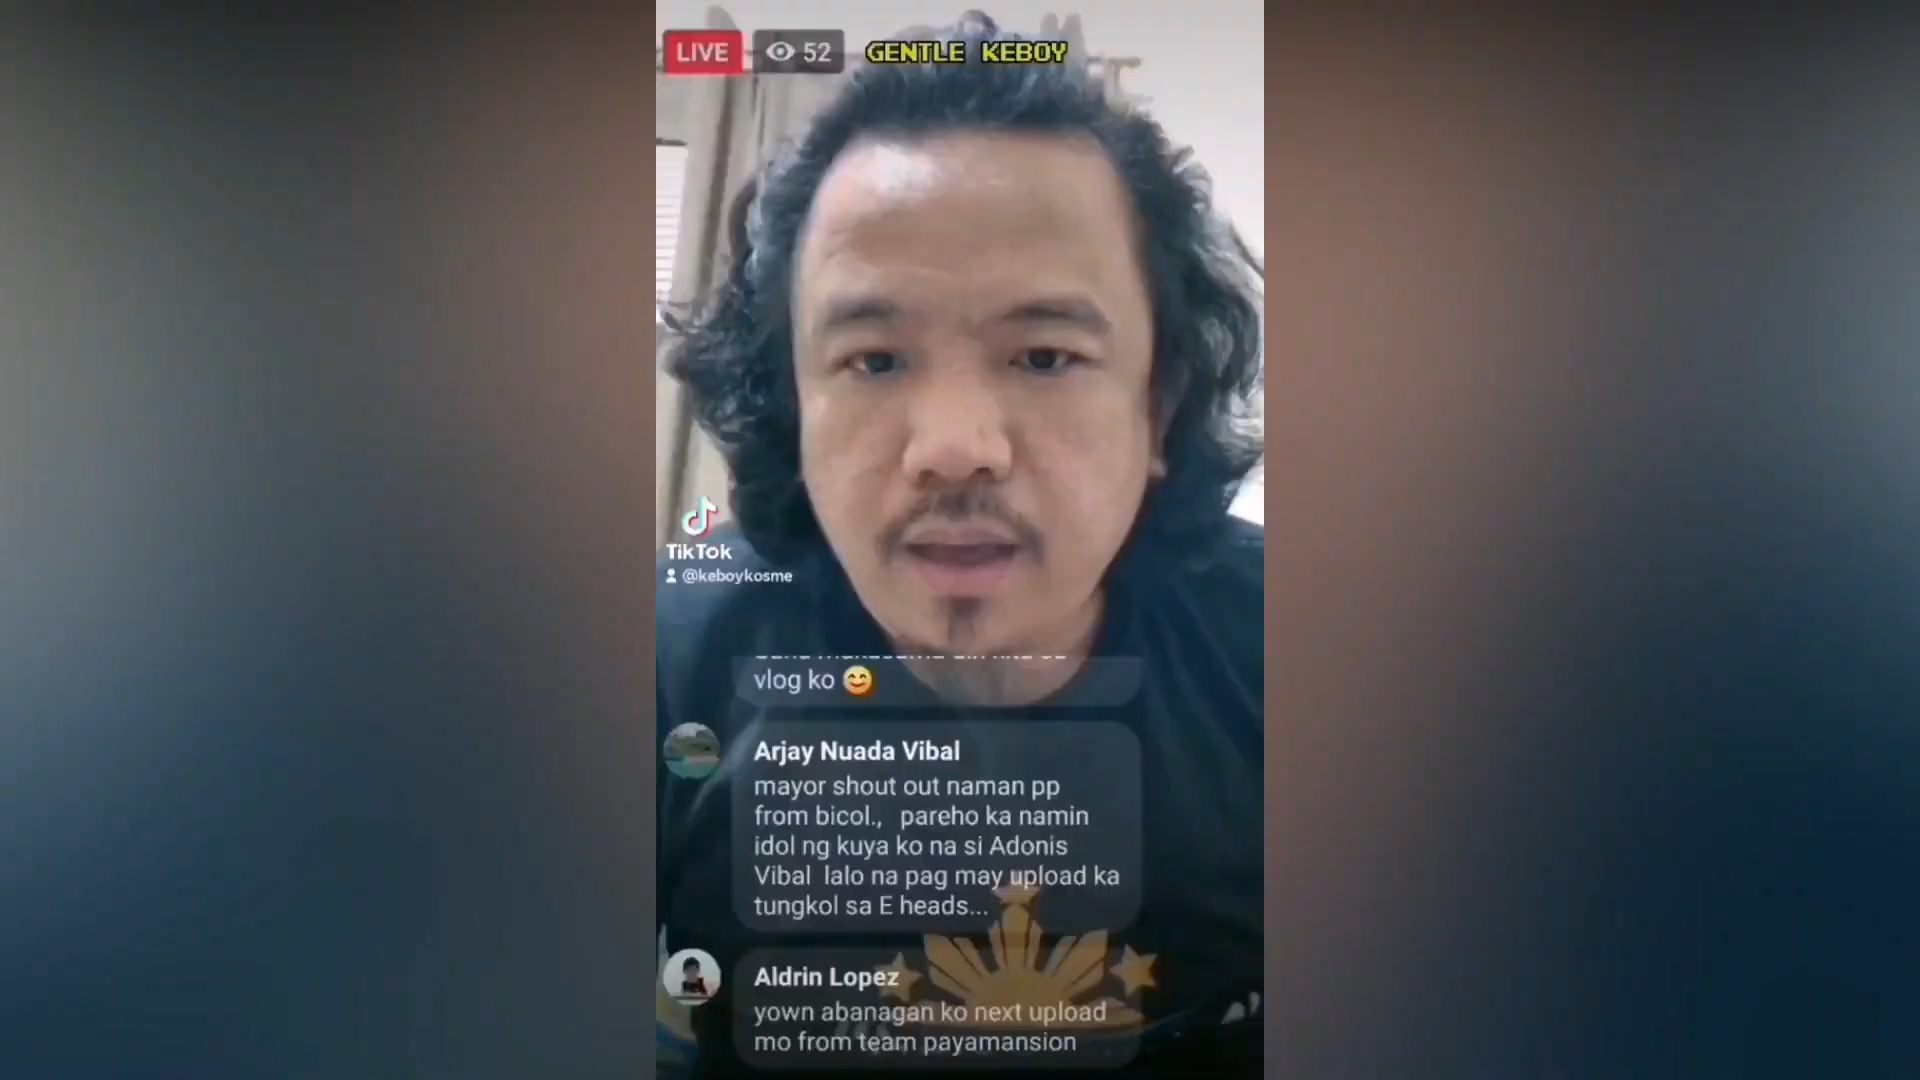 LIVE
52
GENTLE KEBOY
TikTok
@keboykosme
vlog ko 😊
Arjay Nuada Vibal
mayor shout out naman pp
from bicol., pareho ka namin
idol ng kuya ko na si Adonis
Vibal lalo na pag may upload ka
tungkol sa E heads...
Aldrin Lopez
yown abanagan ko next upload
mo from team payamansion